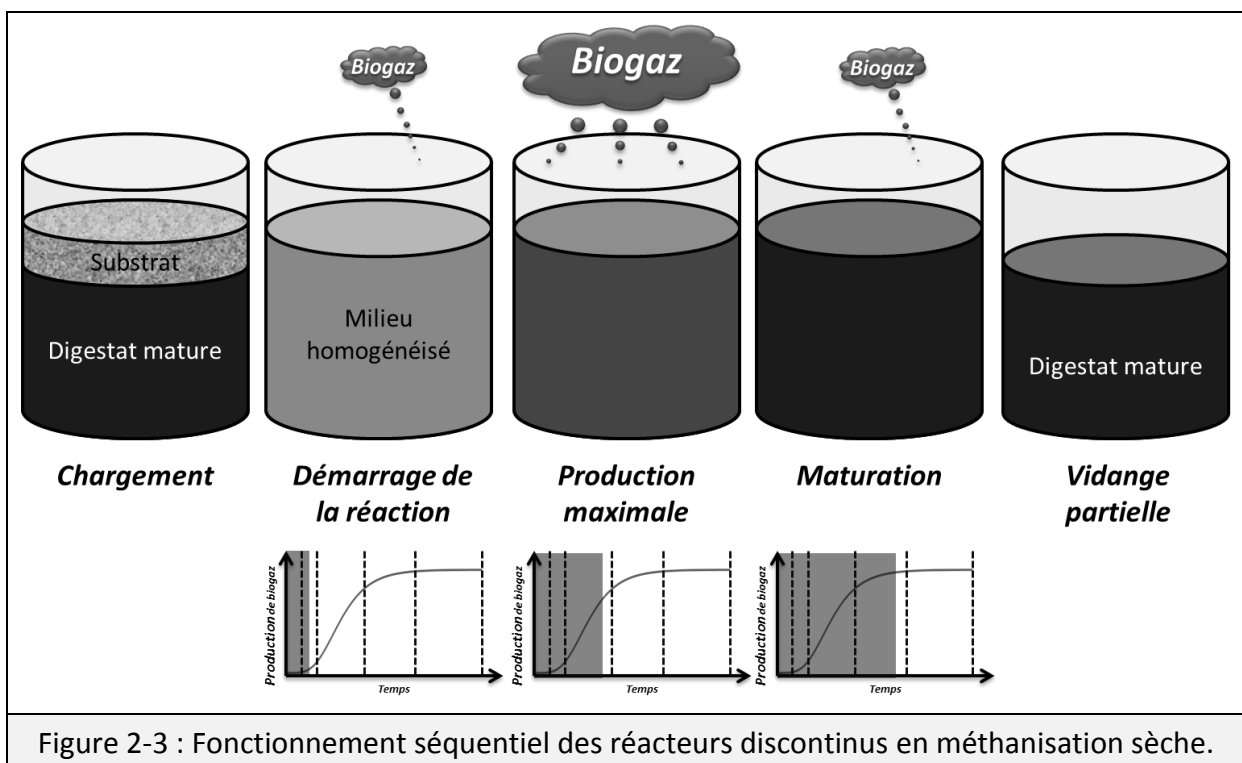 Biogaz
Biogaz
Biogaz
Substrat
Digestat mature
Milieu
homogénéisé
Digestat mature
Chargement
Démarrage de
la réaction
Production
maximale
Maturation
Vidange
partielle
Production de biogaz
Temps
Production de biogaz
Temps
Production de biogaz
Temps
Figure 2-3 : Fonctionnement séquentiel des réacteurs discontinus en méthanisation sèche.